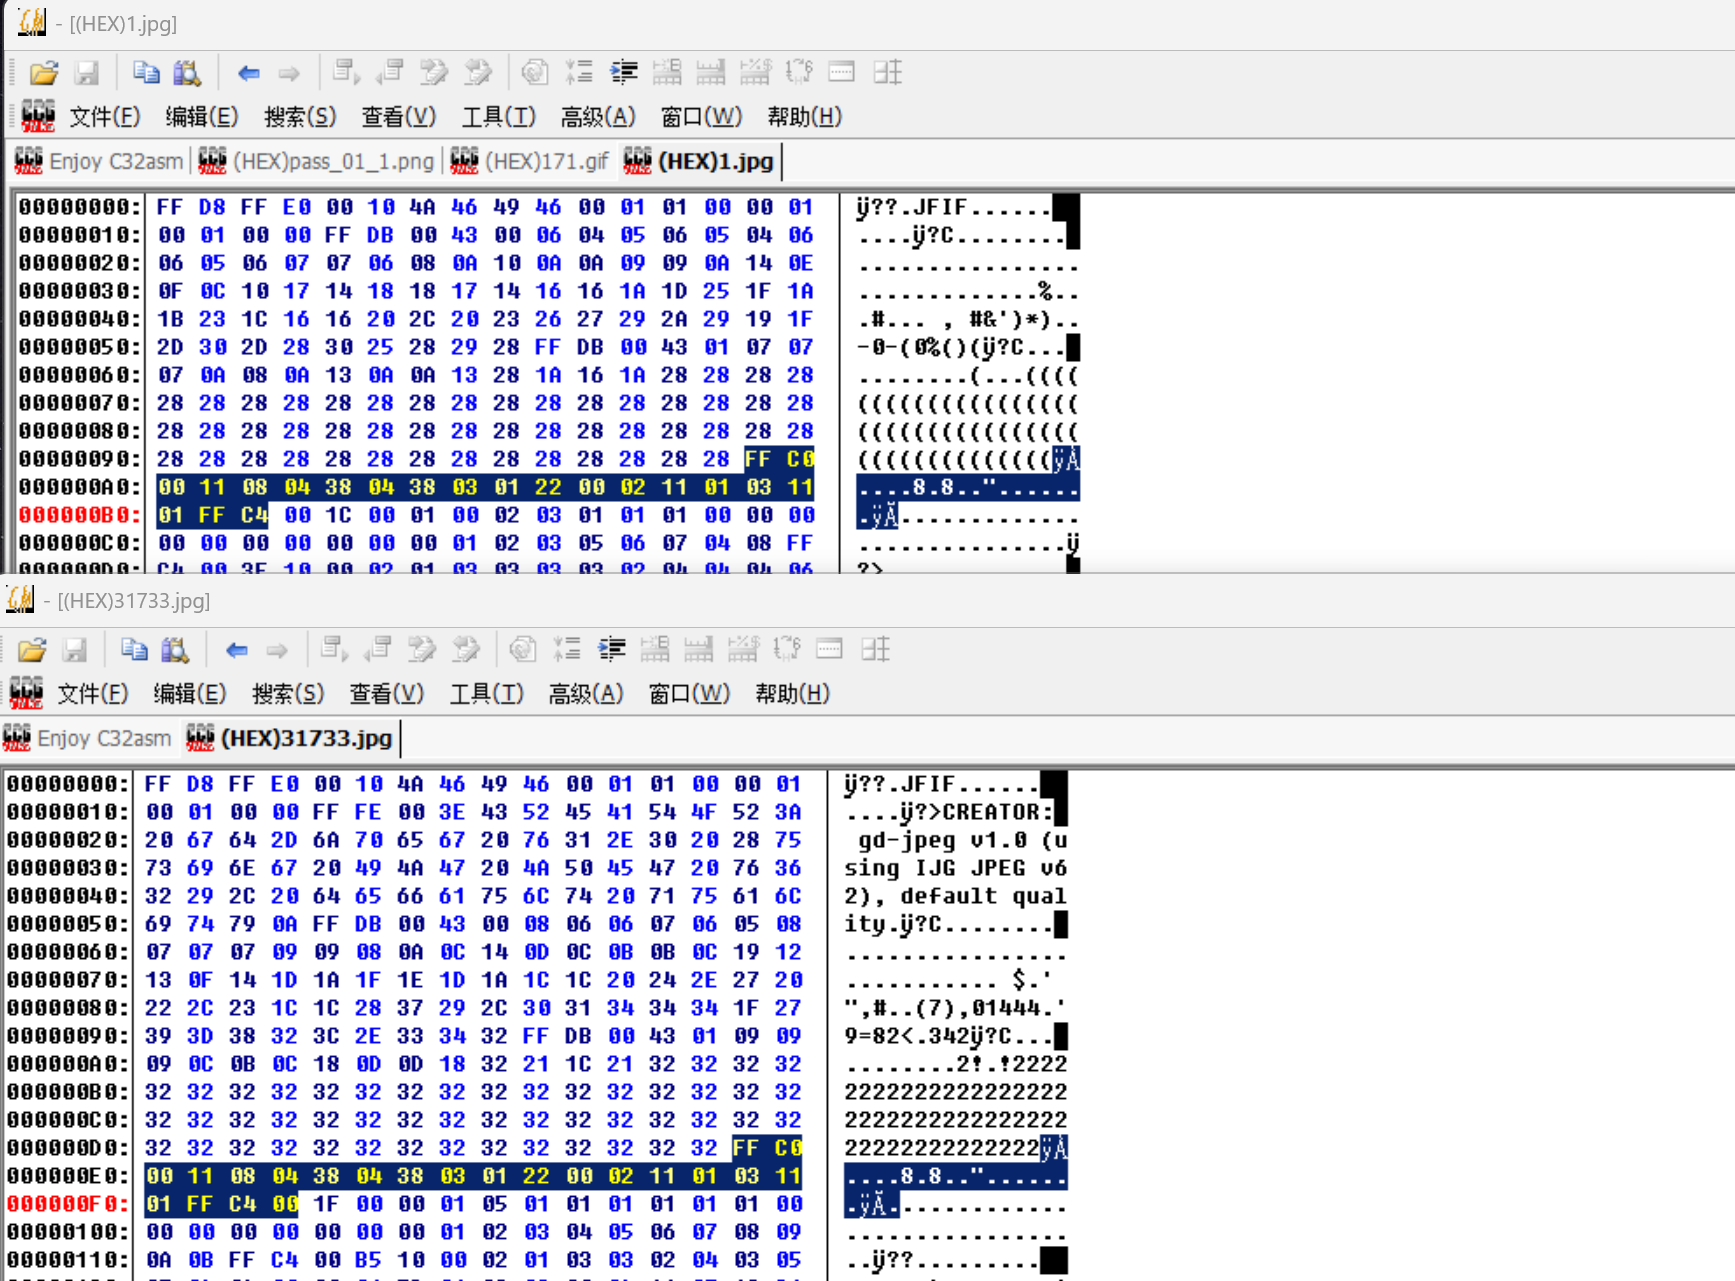 - [(HEX)1.jpg]
文件(F) 编辑(E) 搜索(S) 查看(V) 工具(T) 高级(A) 窗口(W) 帮助(H)
Enjoy C32asm (HEX)pass_01_1.png (HEX)171.gif (HEX)1.jpg
00000000: FF D8 FF E0 00 10 4A 46 49 46 00 01 01 00 00 01 ÿ??.JFIF......
00000010: 00 01 00 00 FF DB 00 43 00 06 04 05 06 05 04 06 ....ÿ?C........
00000020: 06 05 06 07 07 06 08 0A 10 0A 0A 09 09 0A 14 0E ................
00000030: 0F 0C 10 17 14 18 18 17 14 16 16 1A 1D 25 1F 1A .............%..
00000040: 1B 23 1C 16 16 20 2C 20 23 26 27 29 2A 29 19 1F .#... , #&')*)..
00000050: 2D 30 2D 28 30 25 28 29 28 FF DB 00 43 01 07 07 -0-(0%()(ÿ?C...
00000060: 07 0A 08 0A 13 0A 0A 13 28 1A 16 1A 28 28 28 28 ........(...((((
00000070: 28 28 28 28 28 28 28 28 28 28 28 28 28 28 28 28 ((((((((((((((((
00000080: 28 28 28 28 28 28 28 28 28 28 28 28 28 28 28 28 ((((((((((((((((
00000090: 28 28 28 28 28 28 28 28 28 28 28 28 28 28 FF C0 ((((((((((((((ÿÀ
000000A0: 00 11 08 04 38 04 38 03 01 22 00 02 11 01 03 11 ....8.8.."......
000000B0: 01 FF C4 00 1C 00 01 00 02 03 01 01 01 00 00 00 .ÿÄ.............
000000C0: 00 00 00 00 00 00 00 01 02 03 05 06 07 04 08 FF ...............ÿ
000000D0: C4 00 3F 10 00 02 01 03 03 03 03 02 04 04 04 06 ?>
- [(HEX)31733.jpg]
文件(F) 编辑(E) 搜索(S) 查看(V) 工具(T) 高级(A) 窗口(W) 帮助(H)
Enjoy C32asm (HEX)31733.jpg
00000000: FF D8 FF E0 00 10 4A 46 49 46 00 01 01 00 00 01 ÿ??.JFIF......
00000010: 00 01 00 00 FF FE 00 3E 43 52 45 41 54 4F 52 3A ....ÿ?>CREATOR:
00000020: 20 67 64 2D 6A 70 65 67 20 76 31 2E 30 20 28 75 gd-jpeg v1.0 (u
00000030: 73 69 6E 67 20 49 4A 47 20 4A 50 45 47 20 76 36 sing IJG JPEG v6
00000040: 32 29 2C 20 64 65 66 61 75 6C 74 20 71 75 61 6C 2), default qual
00000050: 69 74 79 0A FF DB 00 43 00 08 06 06 07 06 05 08 ity.ÿ?C........
00000060: 07 07 07 09 09 08 0A 0C 14 0D 0C 0B 0B 0C 19 12 ................
00000070: 13 0F 14 1D 1A 1F 1E 1D 1A 1C 1C 20 24 2E 27 20 ........... $.'
00000080: 22 2C 23 1C 1C 28 37 29 2C 30 31 34 34 34 1F 27 ",#..(7),01444.'
00000090: 39 3D 38 32 3C 2E 33 34 32 FF DB 00 43 01 09 09 9=82<.342ÿ?C...
000000A0: 09 0C 0B 0C 18 0D 0D 18 32 21 1C 21 32 32 32 32 ........2!.!2222
000000B0: 32 32 32 32 32 32 32 32 32 32 32 32 32 32 32 32 2222222222222222
000000C0: 32 32 32 32 32 32 32 32 32 32 32 32 32 32 32 32 2222222222222222
000000D0: 32 32 32 32 32 32 32 32 32 32 32 32 32 32 FF C0 22222222222222ÿÀ
000000E0: 00 11 08 04 38 04 38 03 01 22 00 02 11 01 03 11 ....8.8.."......
000000F0: 01 FF C4 00 1F 00 00 01 05 01 01 01 01 01 01 00 .ÿÄ.............
00000100: 00 00 00 00 00 00 00 01 02 03 04 05 06 07 08 09 ................
00000110: 0A 0B FF C4 00 B5 10 00 02 01 03 03 02 04 03 05 ..ÿ??.........